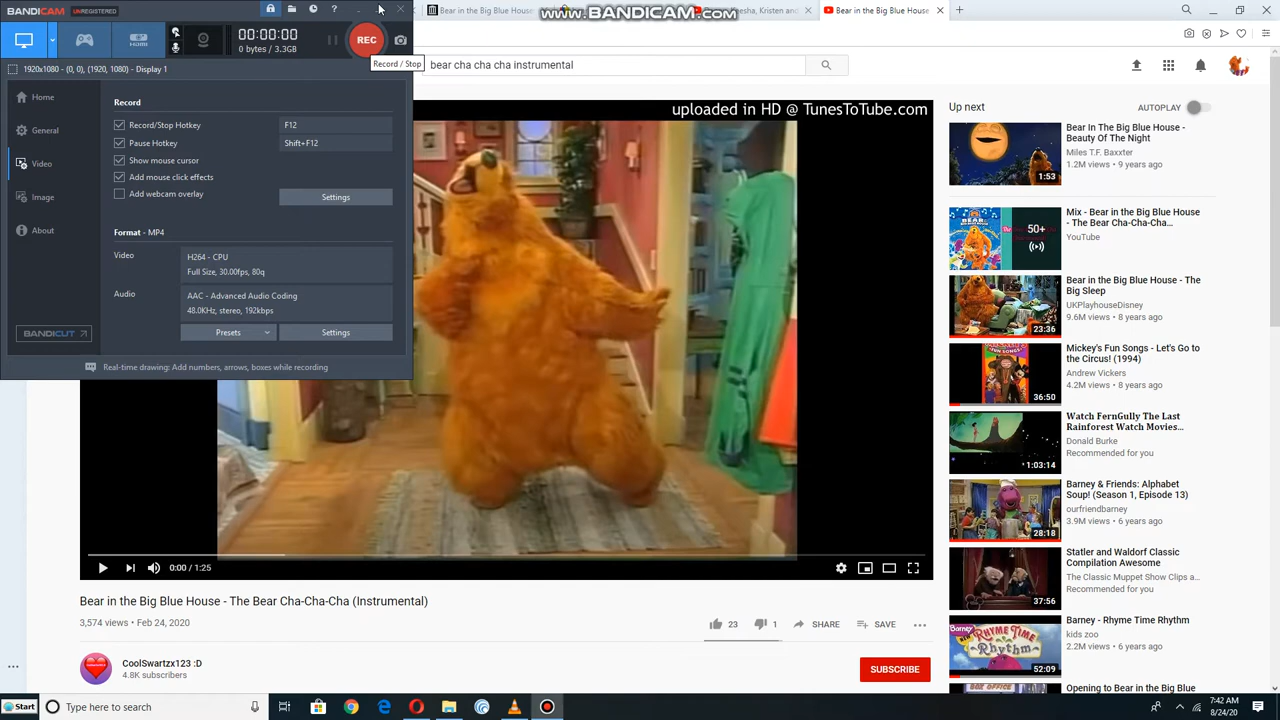 BANDICAM UNREGISTERED
00:00:00
0 bytes / 3.3GB
REC
Record / Stop
1920x1080 - (0, 0), (1920, 1080) - Display 1
Home
General
Video
Image
About
BANDICUT
Record
Record/Stop Hotkey F12
Pause Hotkey Shift+F12
Show mouse cursor
Add mouse click effects
Add webcam overlay
Settings
Format - MP4
Video
H264 - CPU
Full Size, 30.00fps, 80q
Audio
AAC - Advanced Audio Coding
48.0KHz, stereo, 192kbps
Presets
Settings
Real-time drawing: Add numbers, arrows, boxes while recording
Bear in the Big Blue House
Bear in the Big Blue House
www.BANDICAM.com
bear cha cha cha instrumental
uploaded in HD @ TunesToTube.com
0:00 / 1:25
Bear in the Big Blue House - The Bear Cha-Cha-Cha (Instrumental)
3,574 views • Feb 24, 2020
23
1
SHARE
SAVE
CoolSwartzx123 :D
4.8K subscribers
SUBSCRIBE
Up next
AUTOPLAY
Bear In the Big Blue House -
Beauty Of The Night
Miles T.F. Baxxter
1.2M views • 9 years ago
1:53
Mix - Bear in the Big Blue House
- The Bear Cha-Cha-Cha...
YouTube
50+
Bear in the Big Blue House - The
Big Sleep
UKPlayhouseDisney
9.6M views • 8 years ago
23:36
Mickey's Fun Songs - Let's Go to
the Circus! (1994)
Andrew Vickers
4.2M views • 8 years ago
36:50
Watch FernGully The Last
Rainforest Watch Movies...
Donald Burke
Recommended for you
1:03:14
Barney & Friends: Alphabet
Soup! (Season 1, Episode 13)
ourfriendbarney
3.9M views • 6 years ago
28:18
Statler and Waldorf Classic
Compilation Awesome
The Classic Muppet Show Clips a...
Recommended for you
37:56
Barney - Rhyme Time Rhythm
kids zoo
2.2M views • 6 years ago
RHYME TIME
Rhythm
52:09
Opening to Bear in the Big Blue
BOX OFFICE
Start
Type here to search
7:42 AM
8/24/20